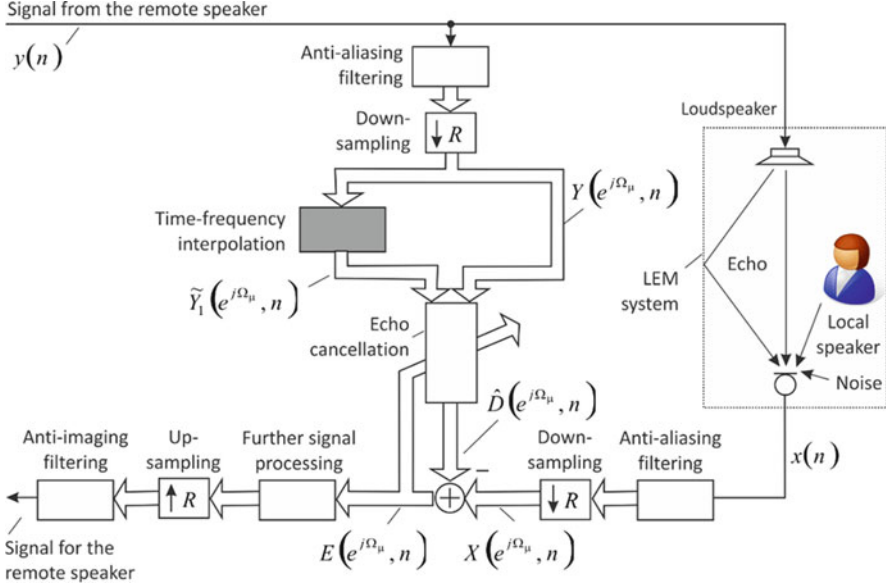 Signal from the remote speaker
y(n)
Anti-aliasing
filtering
Down-
sampling
↓ R
Loudspeaker
Y(e^{jΩ_μ}, n)
Time-frequency
interpolation
Ỹ_1(e^{jΩ_μ}, n)
LEM
system
Echo
Local
speaker
Noise
Echo
cancellation
D̂(e^{jΩ_μ}, n)
x(n)
Anti-imaging
filtering
Up-
sampling
Further signal
processing
Down-
sampling
Anti-aliasing
filtering
↑ R
+
−
↓ R
E(e^{jΩ_μ}, n)
X(e^{jΩ_μ}, n)
Signal for the
remote speaker